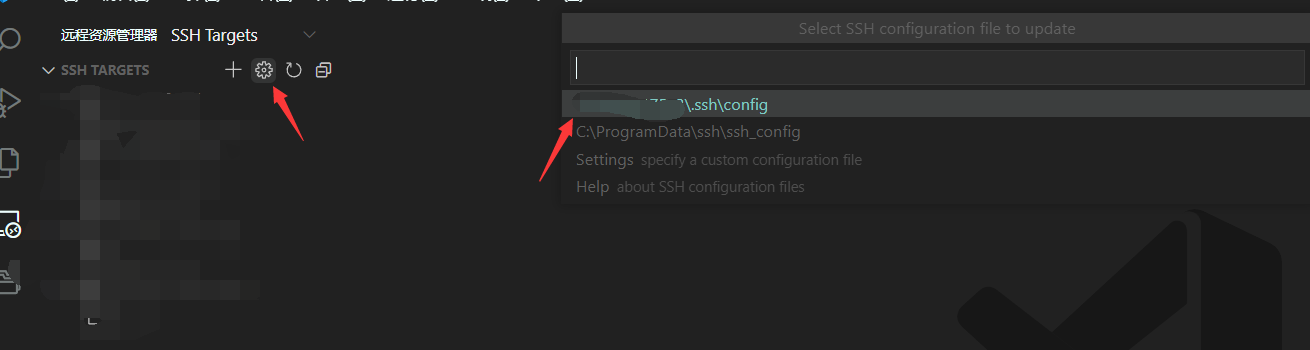 远程资源管理器 SSH Targets
SSH TARGETS
Select SSH configuration file to update
\.ssh\config
C:\ProgramData\ssh\ssh_config
Settings specify a custom configuration file
Help about SSH configuration files